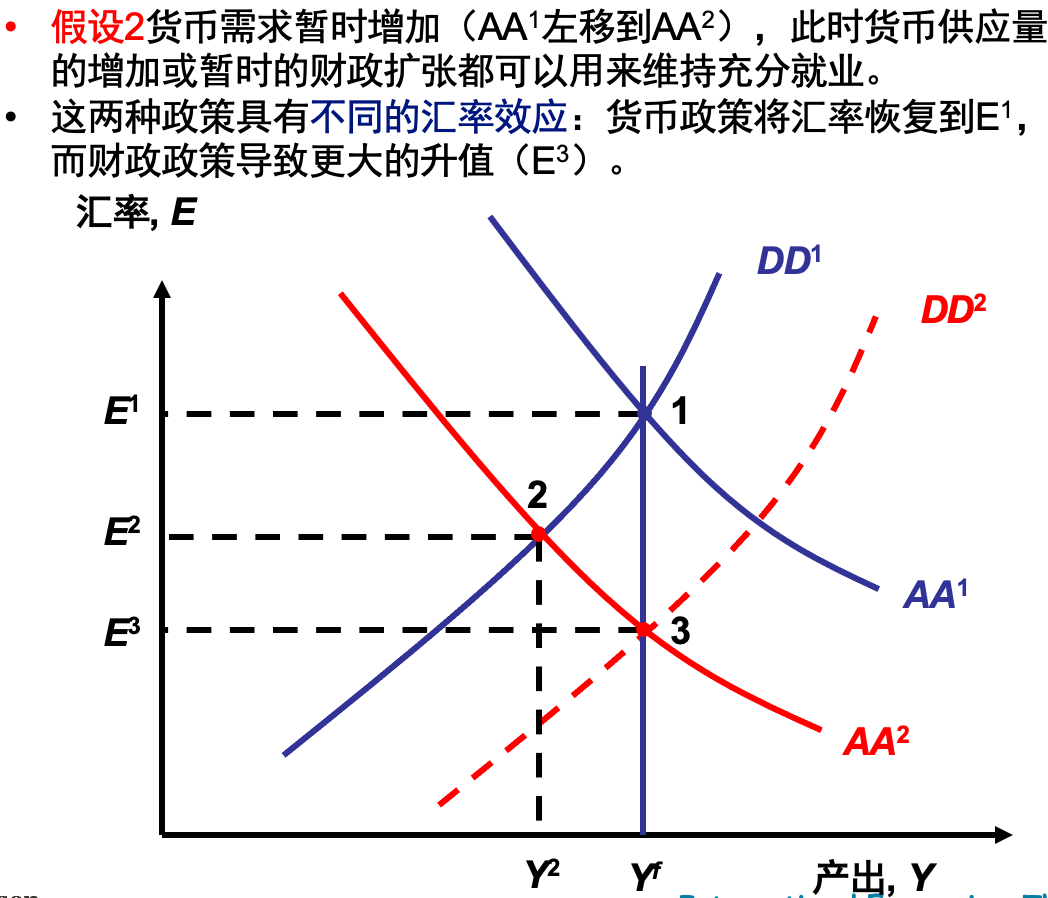 • 假设2货币需求暂时增加（AA¹左移到AA²），此时货币供应量
的增加或暂时的财政扩张都可以用来维持充分就业。
• 这两种政策具有不同的汇率效应：货币政策将汇率恢复到E¹，
而财政政策导致更大的升值（E³）。
汇率, E
DD¹
DD²
E¹
1
2
E²
AA¹
E³
3
AA²
Y²
Yᶠ
产出, Y